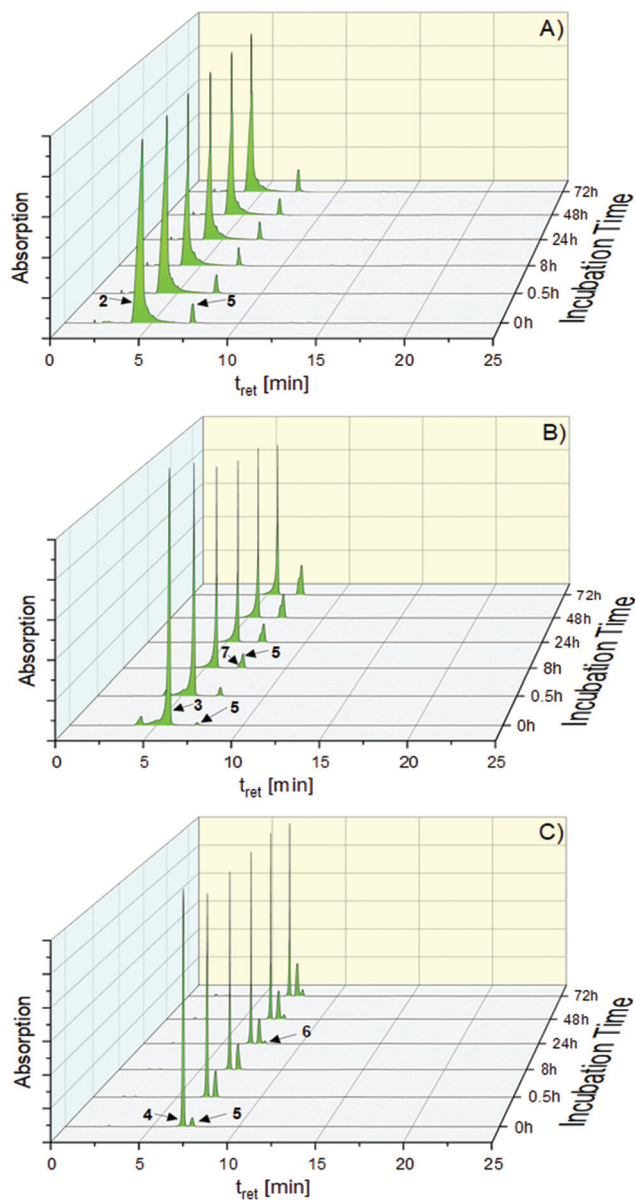 A)
Absorption
2
5
0h
0.5h
8h
24h
48h
72h
Incubation Time
0 5 10 15 20 25
t_ret [min]
B)
Absorption
7
5
3
5
0h
0.5h
8h
24h
48h
72h
Incubation Time
0 5 10 15 20 25
t_ret [min]
C)
Absorption
6
4
5
0h
0.5h
8h
24h
48h
72h
Incubation Time
0 5 10 15 20 25
t_ret [min]